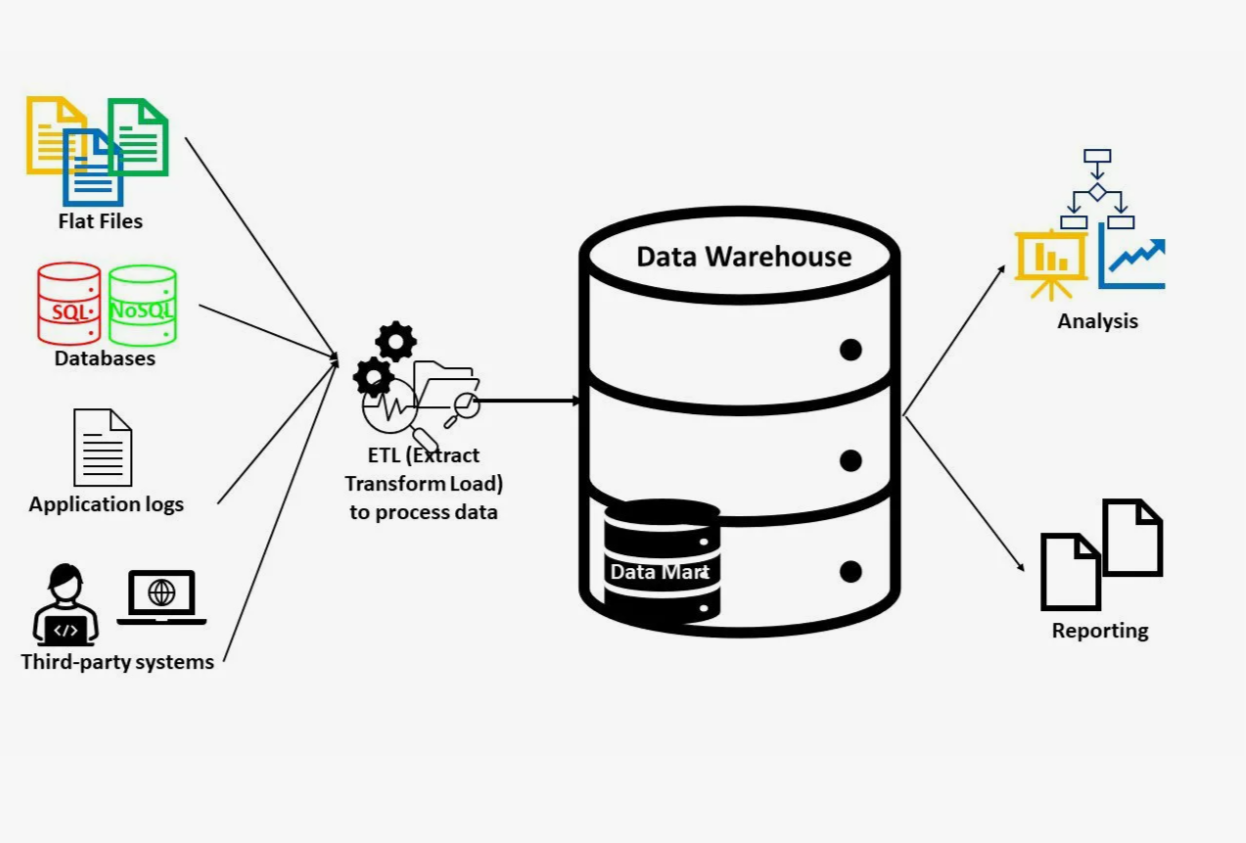 Flat Files
SQL
NoSQL
Databases
Application logs
</>
Third-party systems
ETL (Extract
Transform Load)
to process data
Data Warehouse
Data Mart
Analysis
Reporting